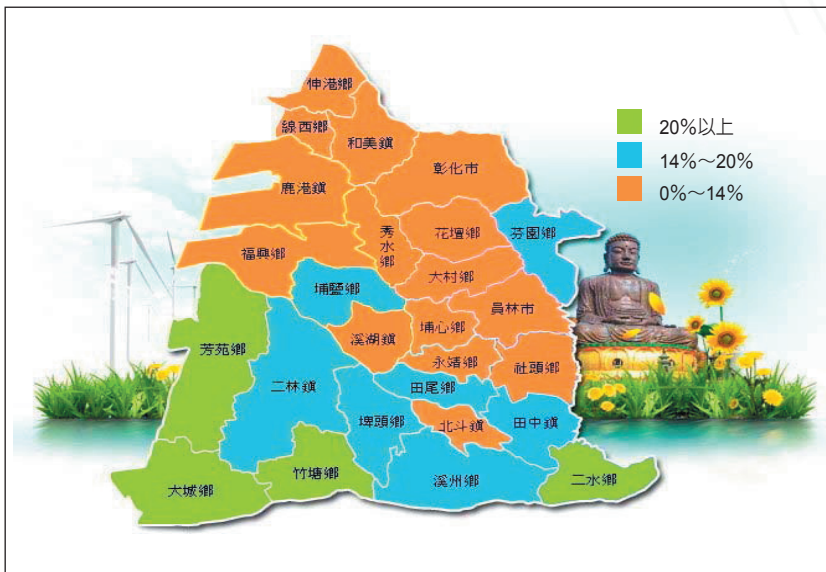 伸港鄉
線西鄉
和美鎮
彰化市
鹿港鎮
秀水鄉
花壇鄉
芬園鄉
福興鄉
大村鄉
埔鹽鄉
員林市
埔心鄉
溪湖鎮
芳苑鄉
永靖鄉
社頭鄉
二林鎮
田尾鄉
埤頭鄉
北斗鎮
田中鎮
竹塘鄉
溪州鄉
二水鄉
大城鄉
20%以上
14%～20%
0%～14%